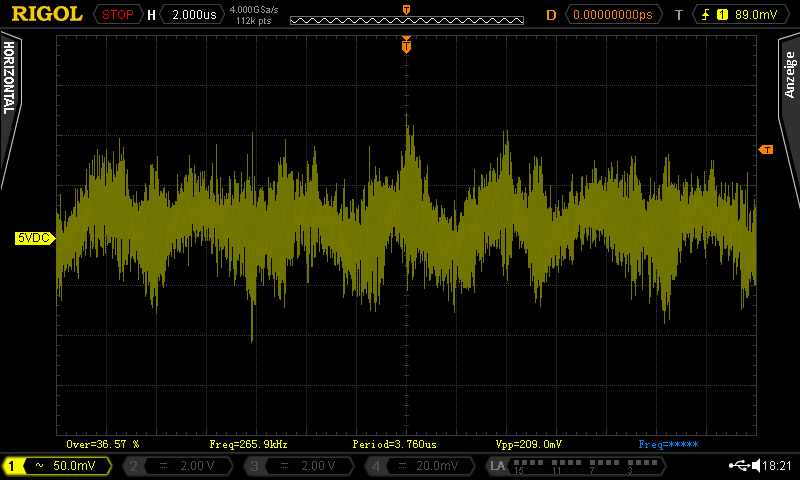 RIGOL STOP H 2.000us 4.000GSa/s 112k pts D 0.00000000ps T 1 89.0mV
HORIZONTAL
Anzeige
T
T
T
5VDC
Over=36.57 % Freq=265.9kHz Period=3.760us Vpp=209.0mV Freq=*****
1 ~ 50.0mV 2 2.00 V 3 2.00 V 4 20.0mV LA 15 11 7 3 18:21